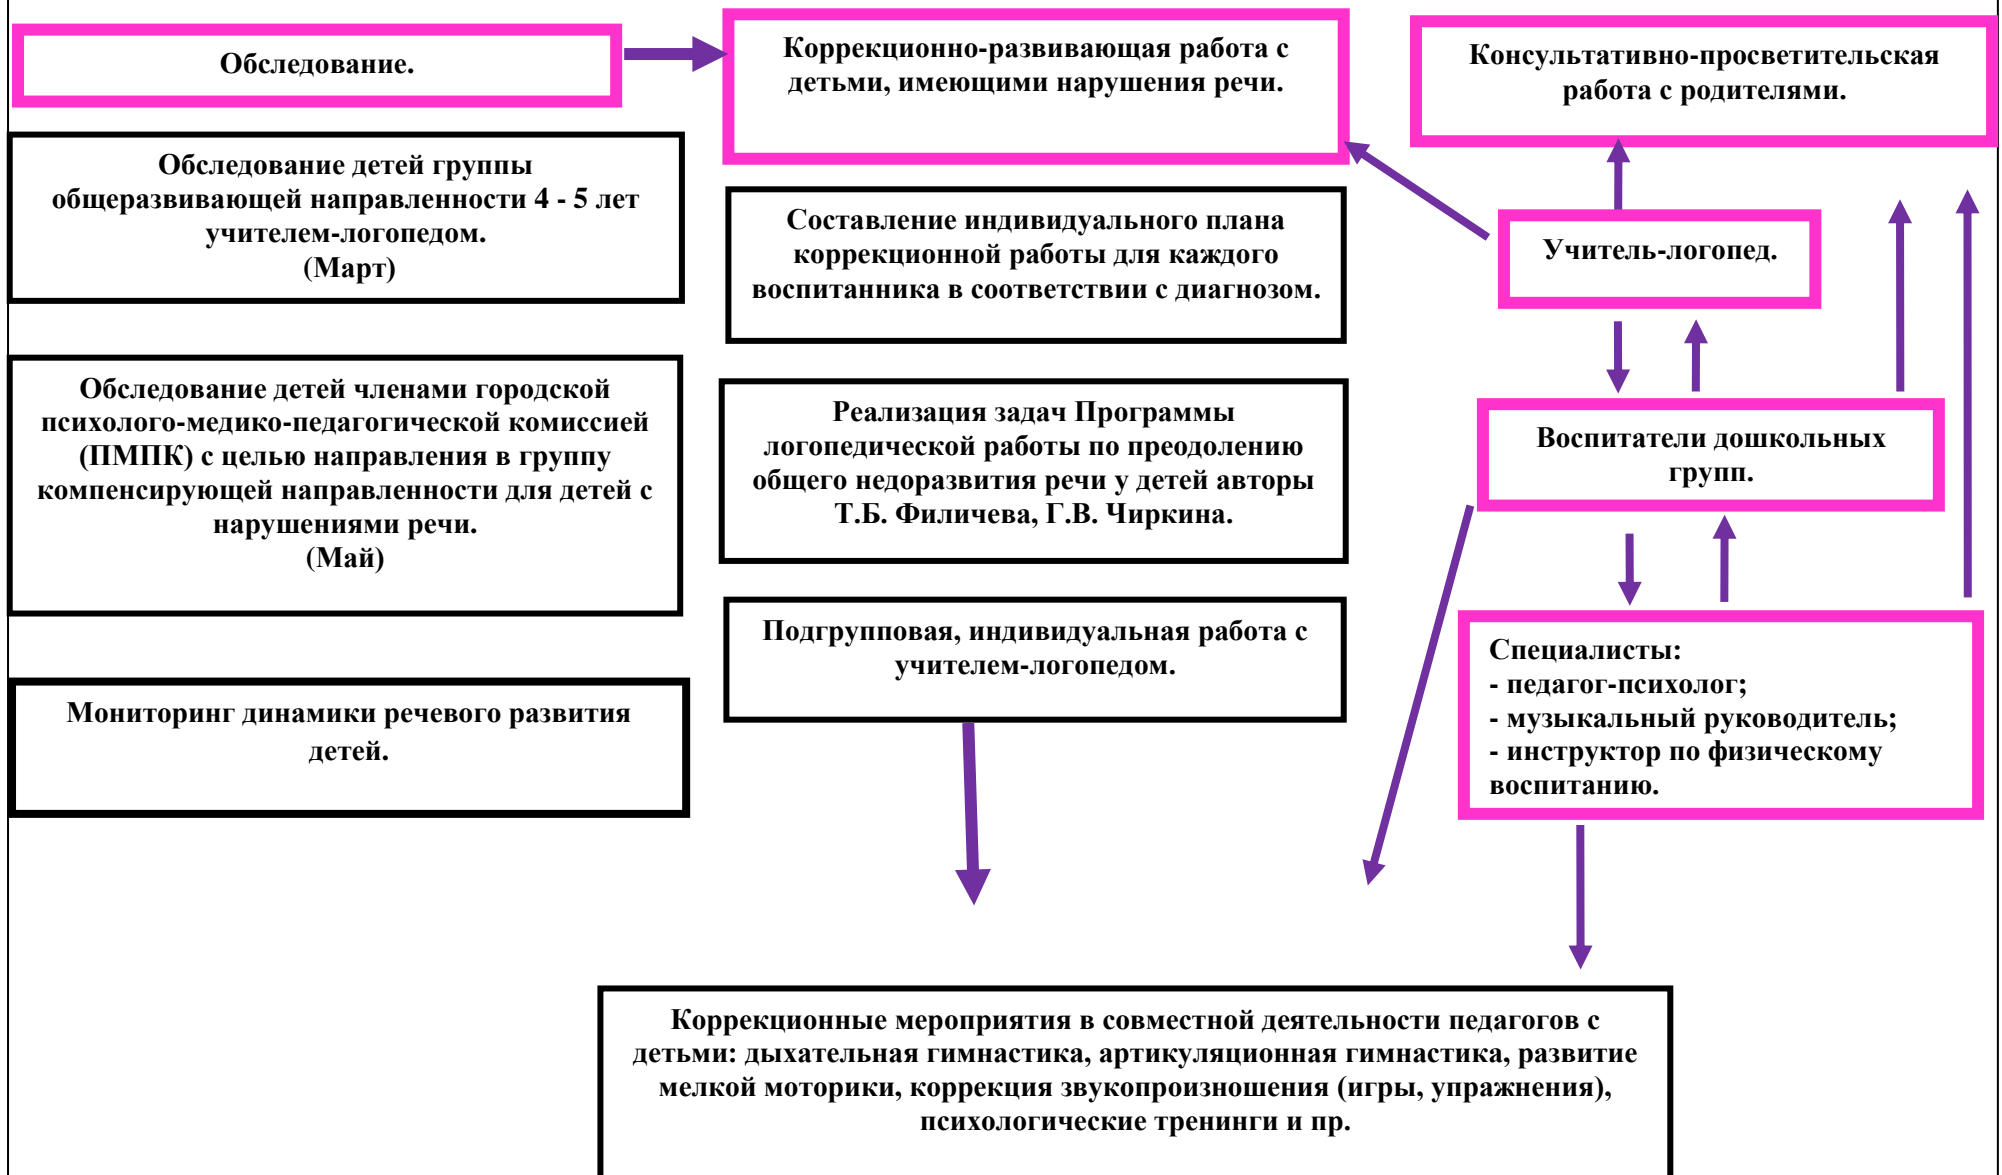 Обследование.
Обследование детей группы
общеразвивающей направленности 4 - 5 лет
учителем-логопедом.
(Март)
Обследование детей членами городской
психолого-медико-педагогической комиссией
(ПМПК) с целью направления в группу
компенсирующей направленности для детей с
нарушениями речи.
(Май)
Мониторинг динамики речевого развития
детей.
Коррекционно-развивающая работа с
детьми, имеющими нарушения речи.
Составление индивидуального плана
коррекционной работы для каждого
воспитанника в соответствии с диагнозом.
Реализация задач Программы
логопедической работы по преодолению
общего недоразвития речи у детей авторы
Т.Б. Филичева, Г.В. Чиркина.
Подгрупповая, индивидуальная работа с
учителем-логопедом.
Консультативно-просветительская
работа с родителями.
Учитель-логопед.
Воспитатели дошкольных
групп.
Специалисты:
- педагог-психолог;
- музыкальный руководитель;
- инструктор по физическому
воспитанию.
Коррекционные мероприятия в совместной деятельности педагогов с
детьми: дыхательная гимнастика, артикуляционная гимнастика, развитие
мелкой моторики, коррекция звукопроизношения (игры, упражнения),
психологические тренинги и пр.